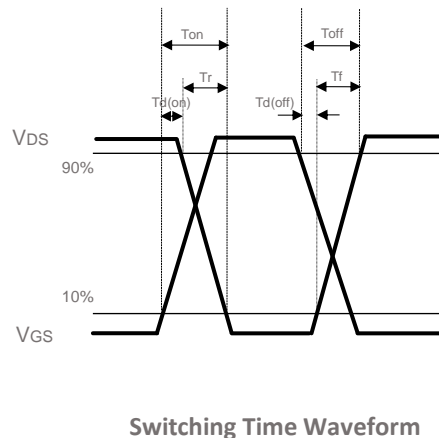 Ton
Toff
Tr
Tf
Td(on)
Td(off)
VDS
90%
10%
VGS
Switching Time Waveform